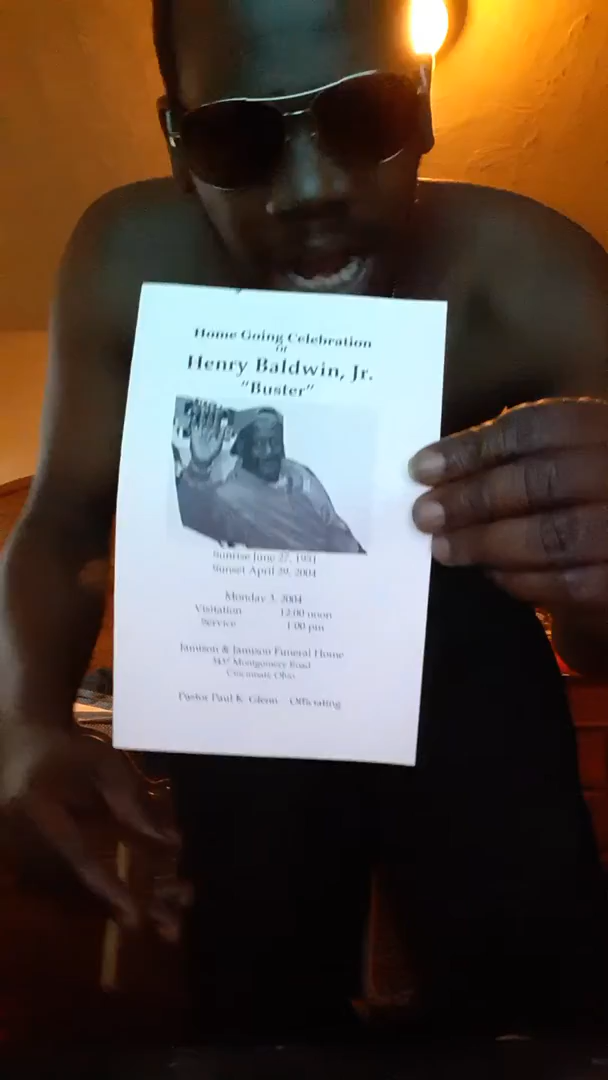 Home Going Celebration
Of
Henry Baldwin, Jr.
"Buster"
Sunrise June 27, 1951
Sunset April 29, 2004
Monday 3, 2004
Visitation 12:00 noon
Service 1:00 pm
Jamison & Jamison Funeral Home
Montgomery Road
Cincinnati, Ohio
Pastor Paul K. Glenn Officiating